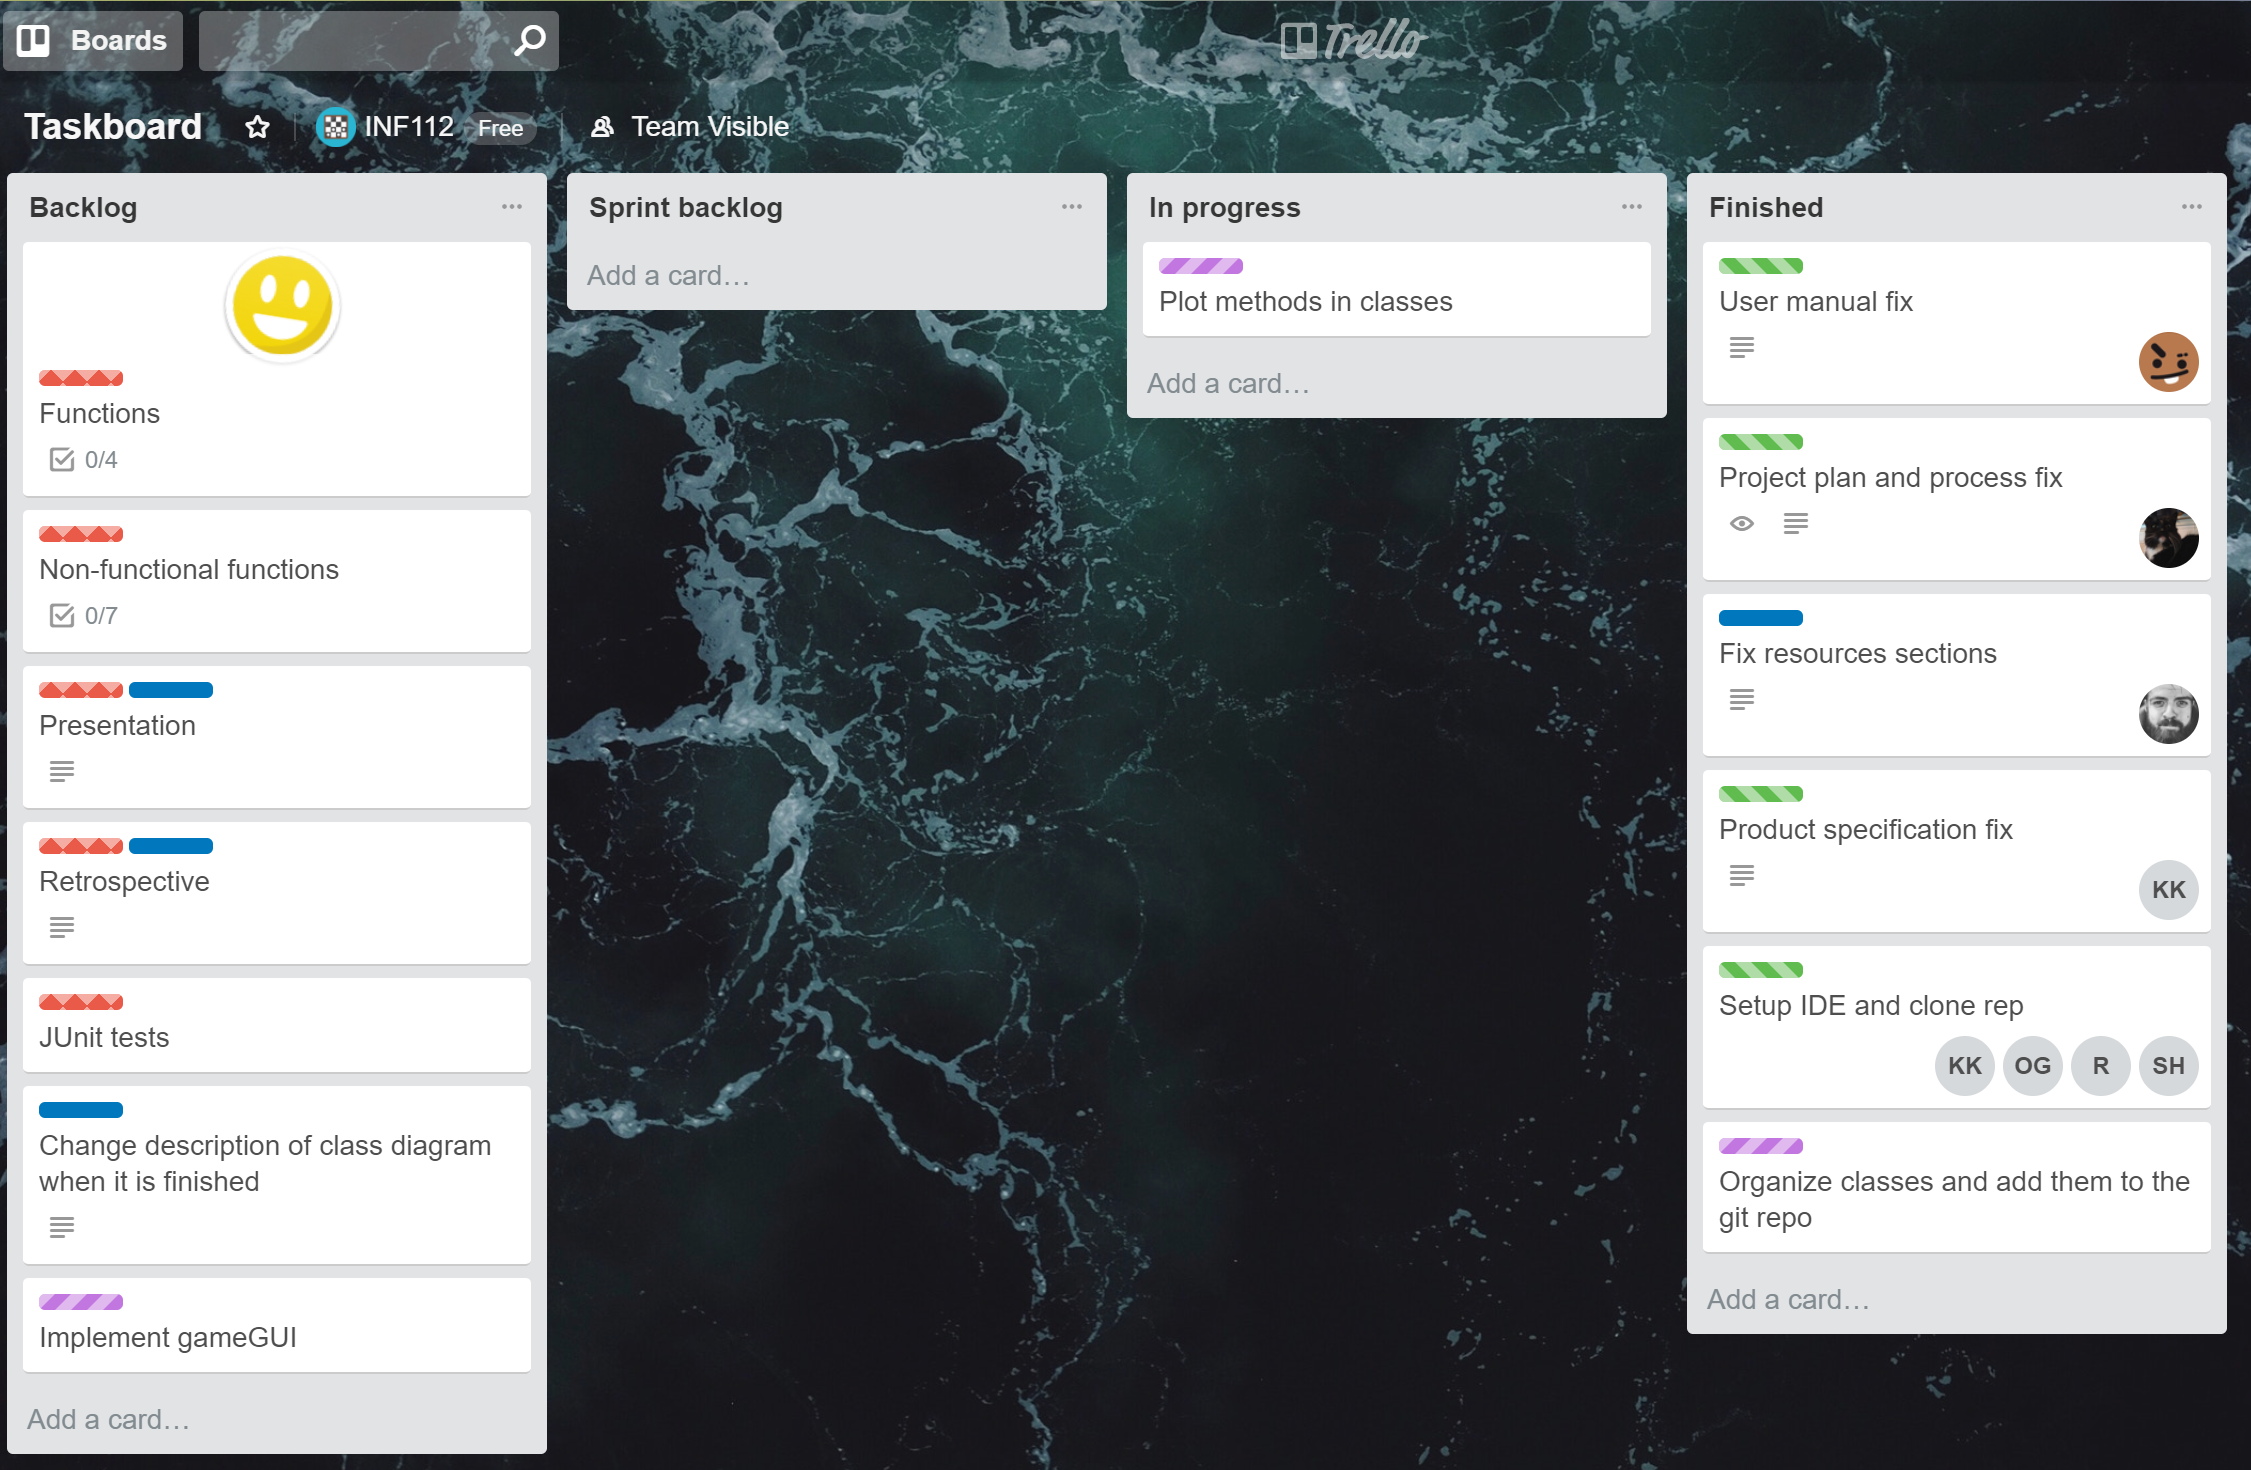 Boards
Trello
Taskboard
INF112
Free
Team Visible
Backlog
Functions
0/4
Non-functional functions
0/7
Presentation
Retrospective
JUnit tests
Change description of class diagram
when it is finished
Implement gameGUI
Add a card…
Sprint backlog
Add a card…
In progress
Plot methods in classes
Add a card…
Finished
User manual fix
Project plan and process fix
Fix resources sections
Product specification fix
KK
Setup IDE and clone rep
KK OG R SH
Organize classes and add them to the
git repo
Add a card…